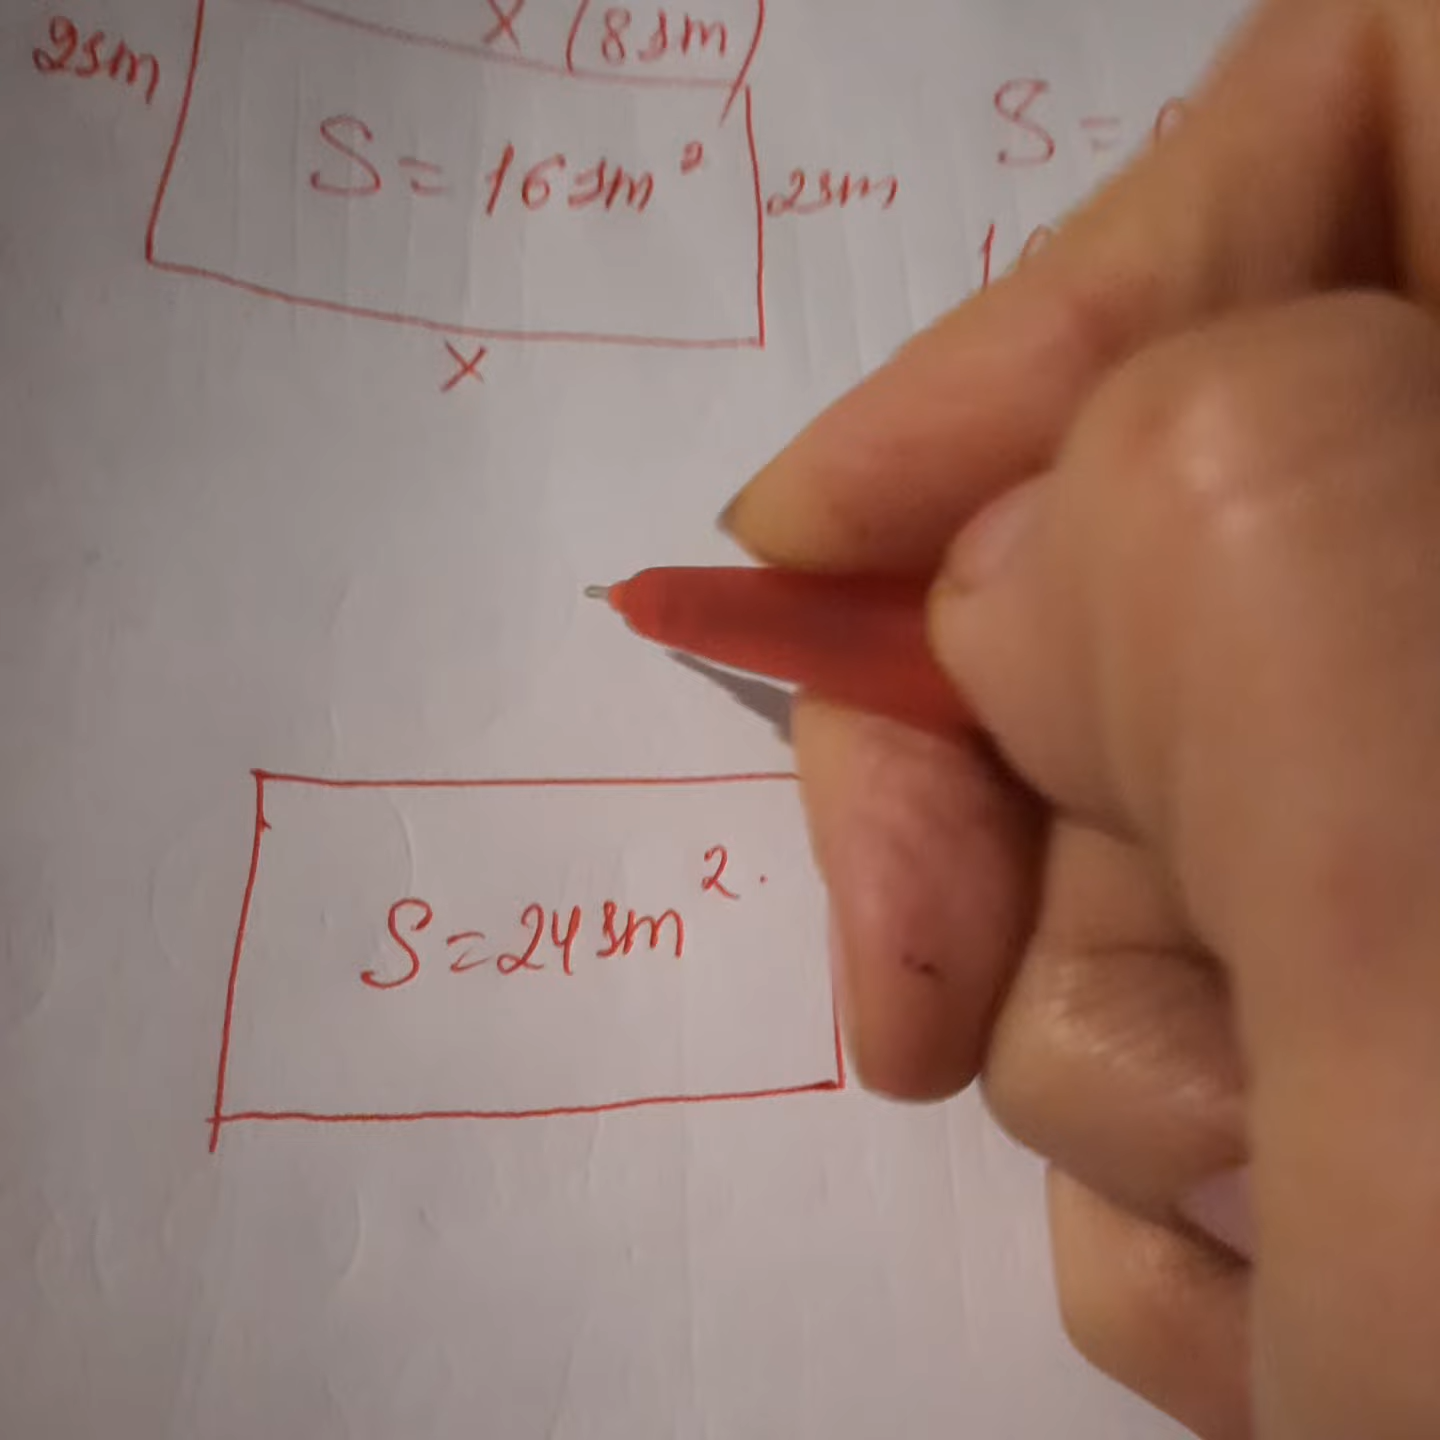 x (8sm)
2sm
S = 16sm²
2sm
S =
x
S = 24sm².